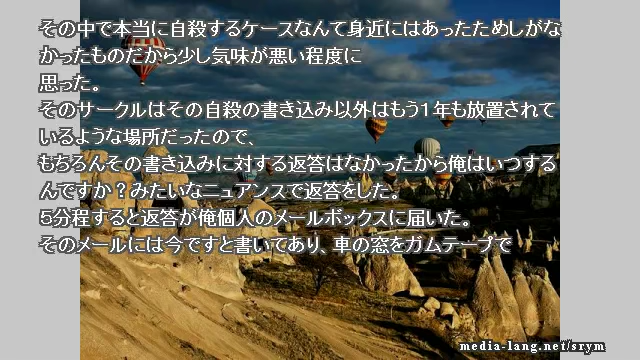 その中で本当に自殺するケースなんて身近にはあったためしがな
かったものだから少し気味が悪い程度に
思った。
そのサークルはその自殺の書き込み以外はもう１年も放置されて
いるような場所だったので、
もちろんその書き込みに対する返答はなかったから俺はいつする
んですか？みたいなニュアンスで返答をした。
５分程すると返答が俺個人のメールボックスに届いた。
そのメールには今ですと書いてあり、車の窓をガムテープで
media-lang.net/srym